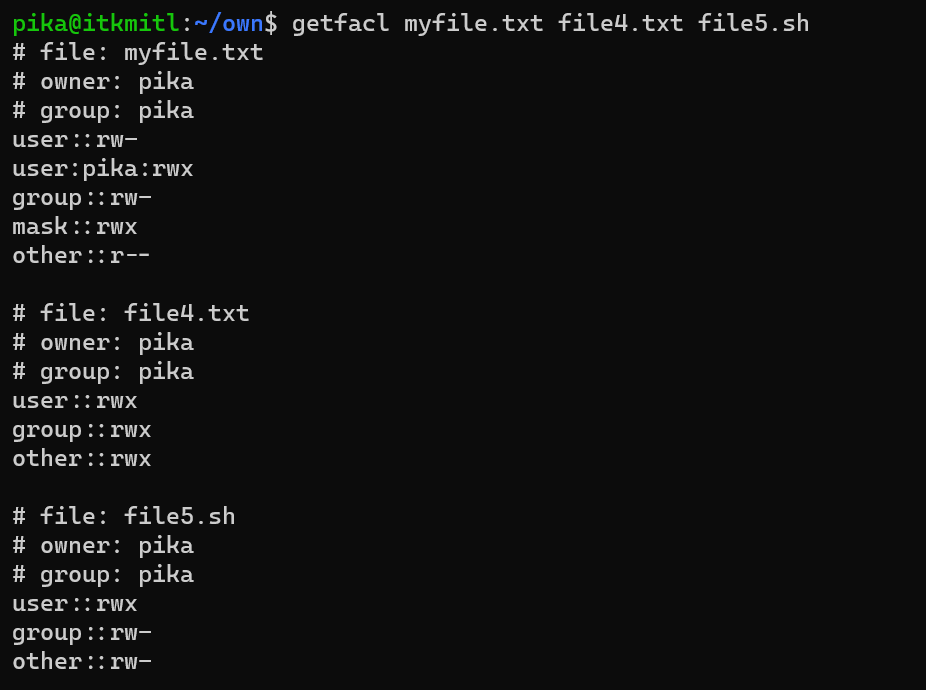 pika@itkmitl:~/own$ getfacl myfile.txt file4.txt file5.sh
# file: myfile.txt
# owner: pika
# group: pika
user::rw-
user:pika:rwx
group::rw-
mask::rwx
other::r--

# file: file4.txt
# owner: pika
# group: pika
user::rwx
group::rwx
other::rwx

# file: file5.sh
# owner: pika
# group: pika
user::rwx
group::rw-
other::rw-